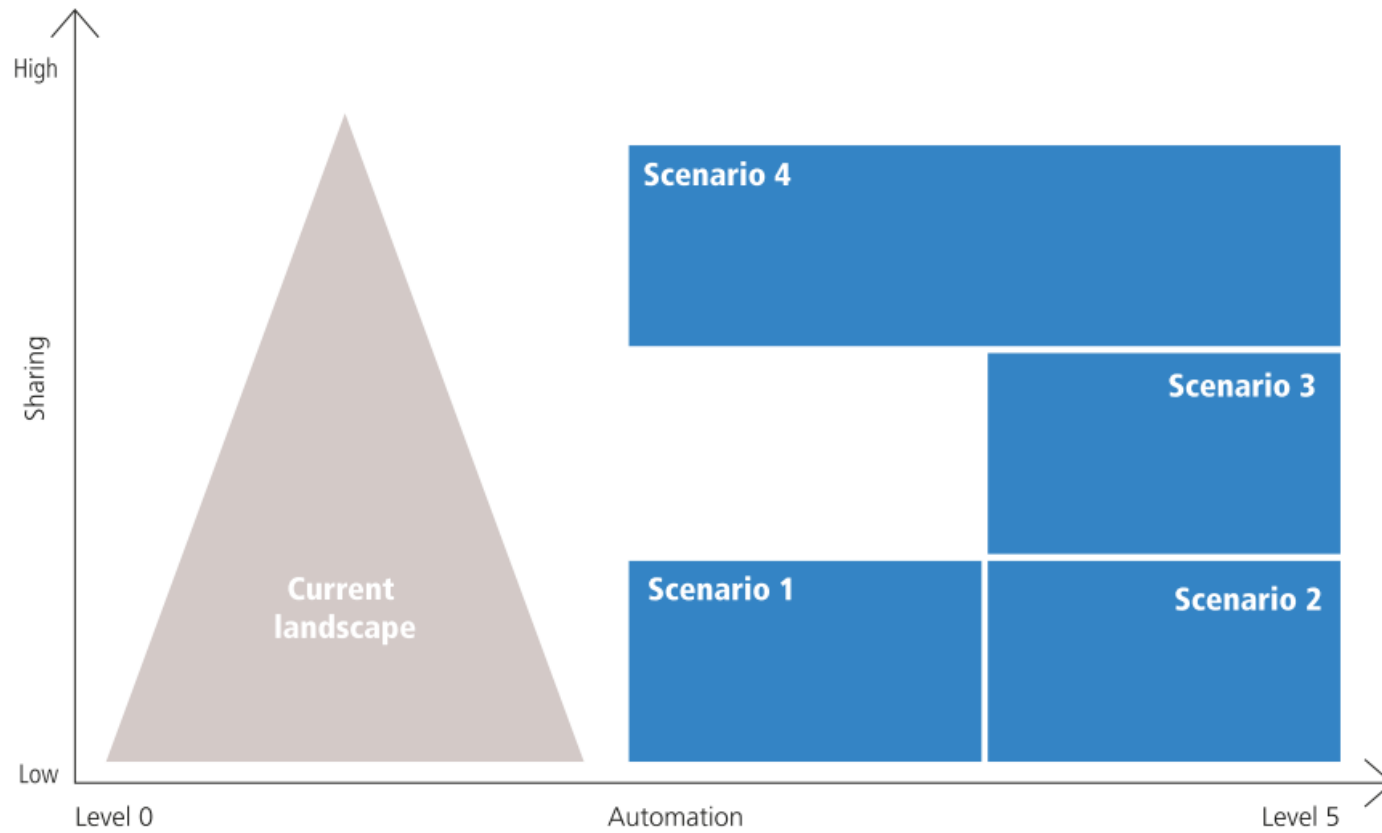 High
Scenario 4
Sharing
Scenario 3
Current
landscape
Scenario 1
Scenario 2
Low
Level 0
Automation
Level 5